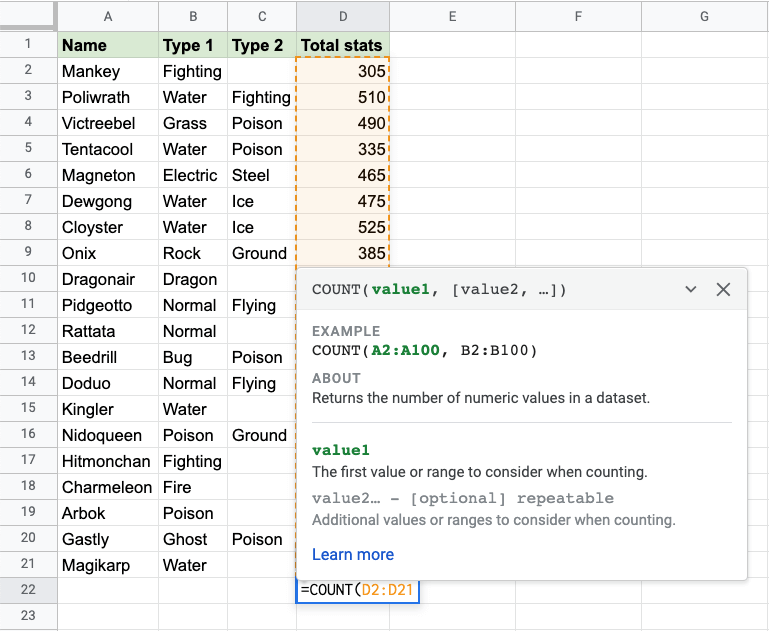 A B C D E F G
1 Name Type 1 Type 2 Total stats
2 Mankey Fighting 305
3 Poliwrath Water Fighting 510
4 Victreebel Grass Poison 490
5 Tentacool Water Poison 335
6 Magneton Electric Steel 465
7 Dewgong Water Ice 475
8 Cloyster Water Ice 525
9 Onix Rock Ground 385
10 Dragonair Dragon
11 Pidgeotto Normal Flying
12 Rattata Normal
13 Beedrill Bug Poison
14 Doduo Normal Flying
15 Kingler Water
16 Nidoqueen Poison Ground
17 Hitmonchan Fighting
18 Charmeleon Fire
19 Arbok Poison
20 Gastly Ghost Poison
21 Magikarp Water
22 =COUNT(D2:D21
23
COUNT(value1, [value2, …])
EXAMPLE
COUNT(A2:A100, B2:B100)
ABOUT
Returns the number of numeric values in a dataset.
value1
The first value or range to consider when counting.
value2… – [optional] repeatable
Additional values or ranges to consider when counting.
Learn more